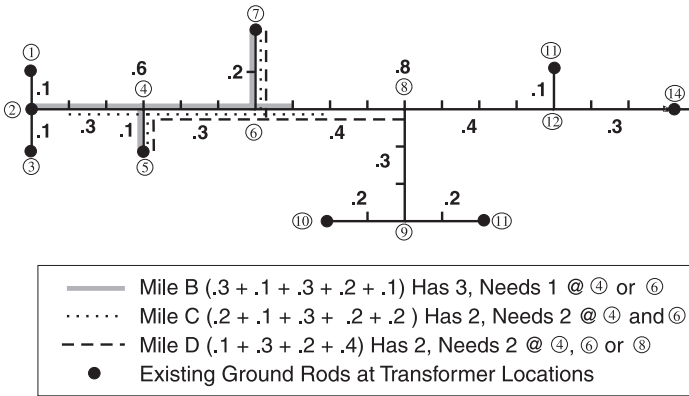 ⑦
① .6 .8 ⑪
④ ⑧
.1 .2 .1 ⑭
②
.1 .3 .1 .3 ⑥ .4 .4 ⑫ .3
③ ⑤ .3
.2 .2
⑩ ⑨ ⑪
Mile B (.3 + .1 + .3 + .2 + .1) Has 3, Needs 1 @ ④ or ⑥
Mile C (.2 + .1 + .3 + .2 + .2 ) Has 2, Needs 2 @ ④ and ⑥
Mile D (.1 + .3 + .2 + .4) Has 2, Needs 2 @ ④, ⑥ or ⑧
Existing Ground Rods at Transformer Locations